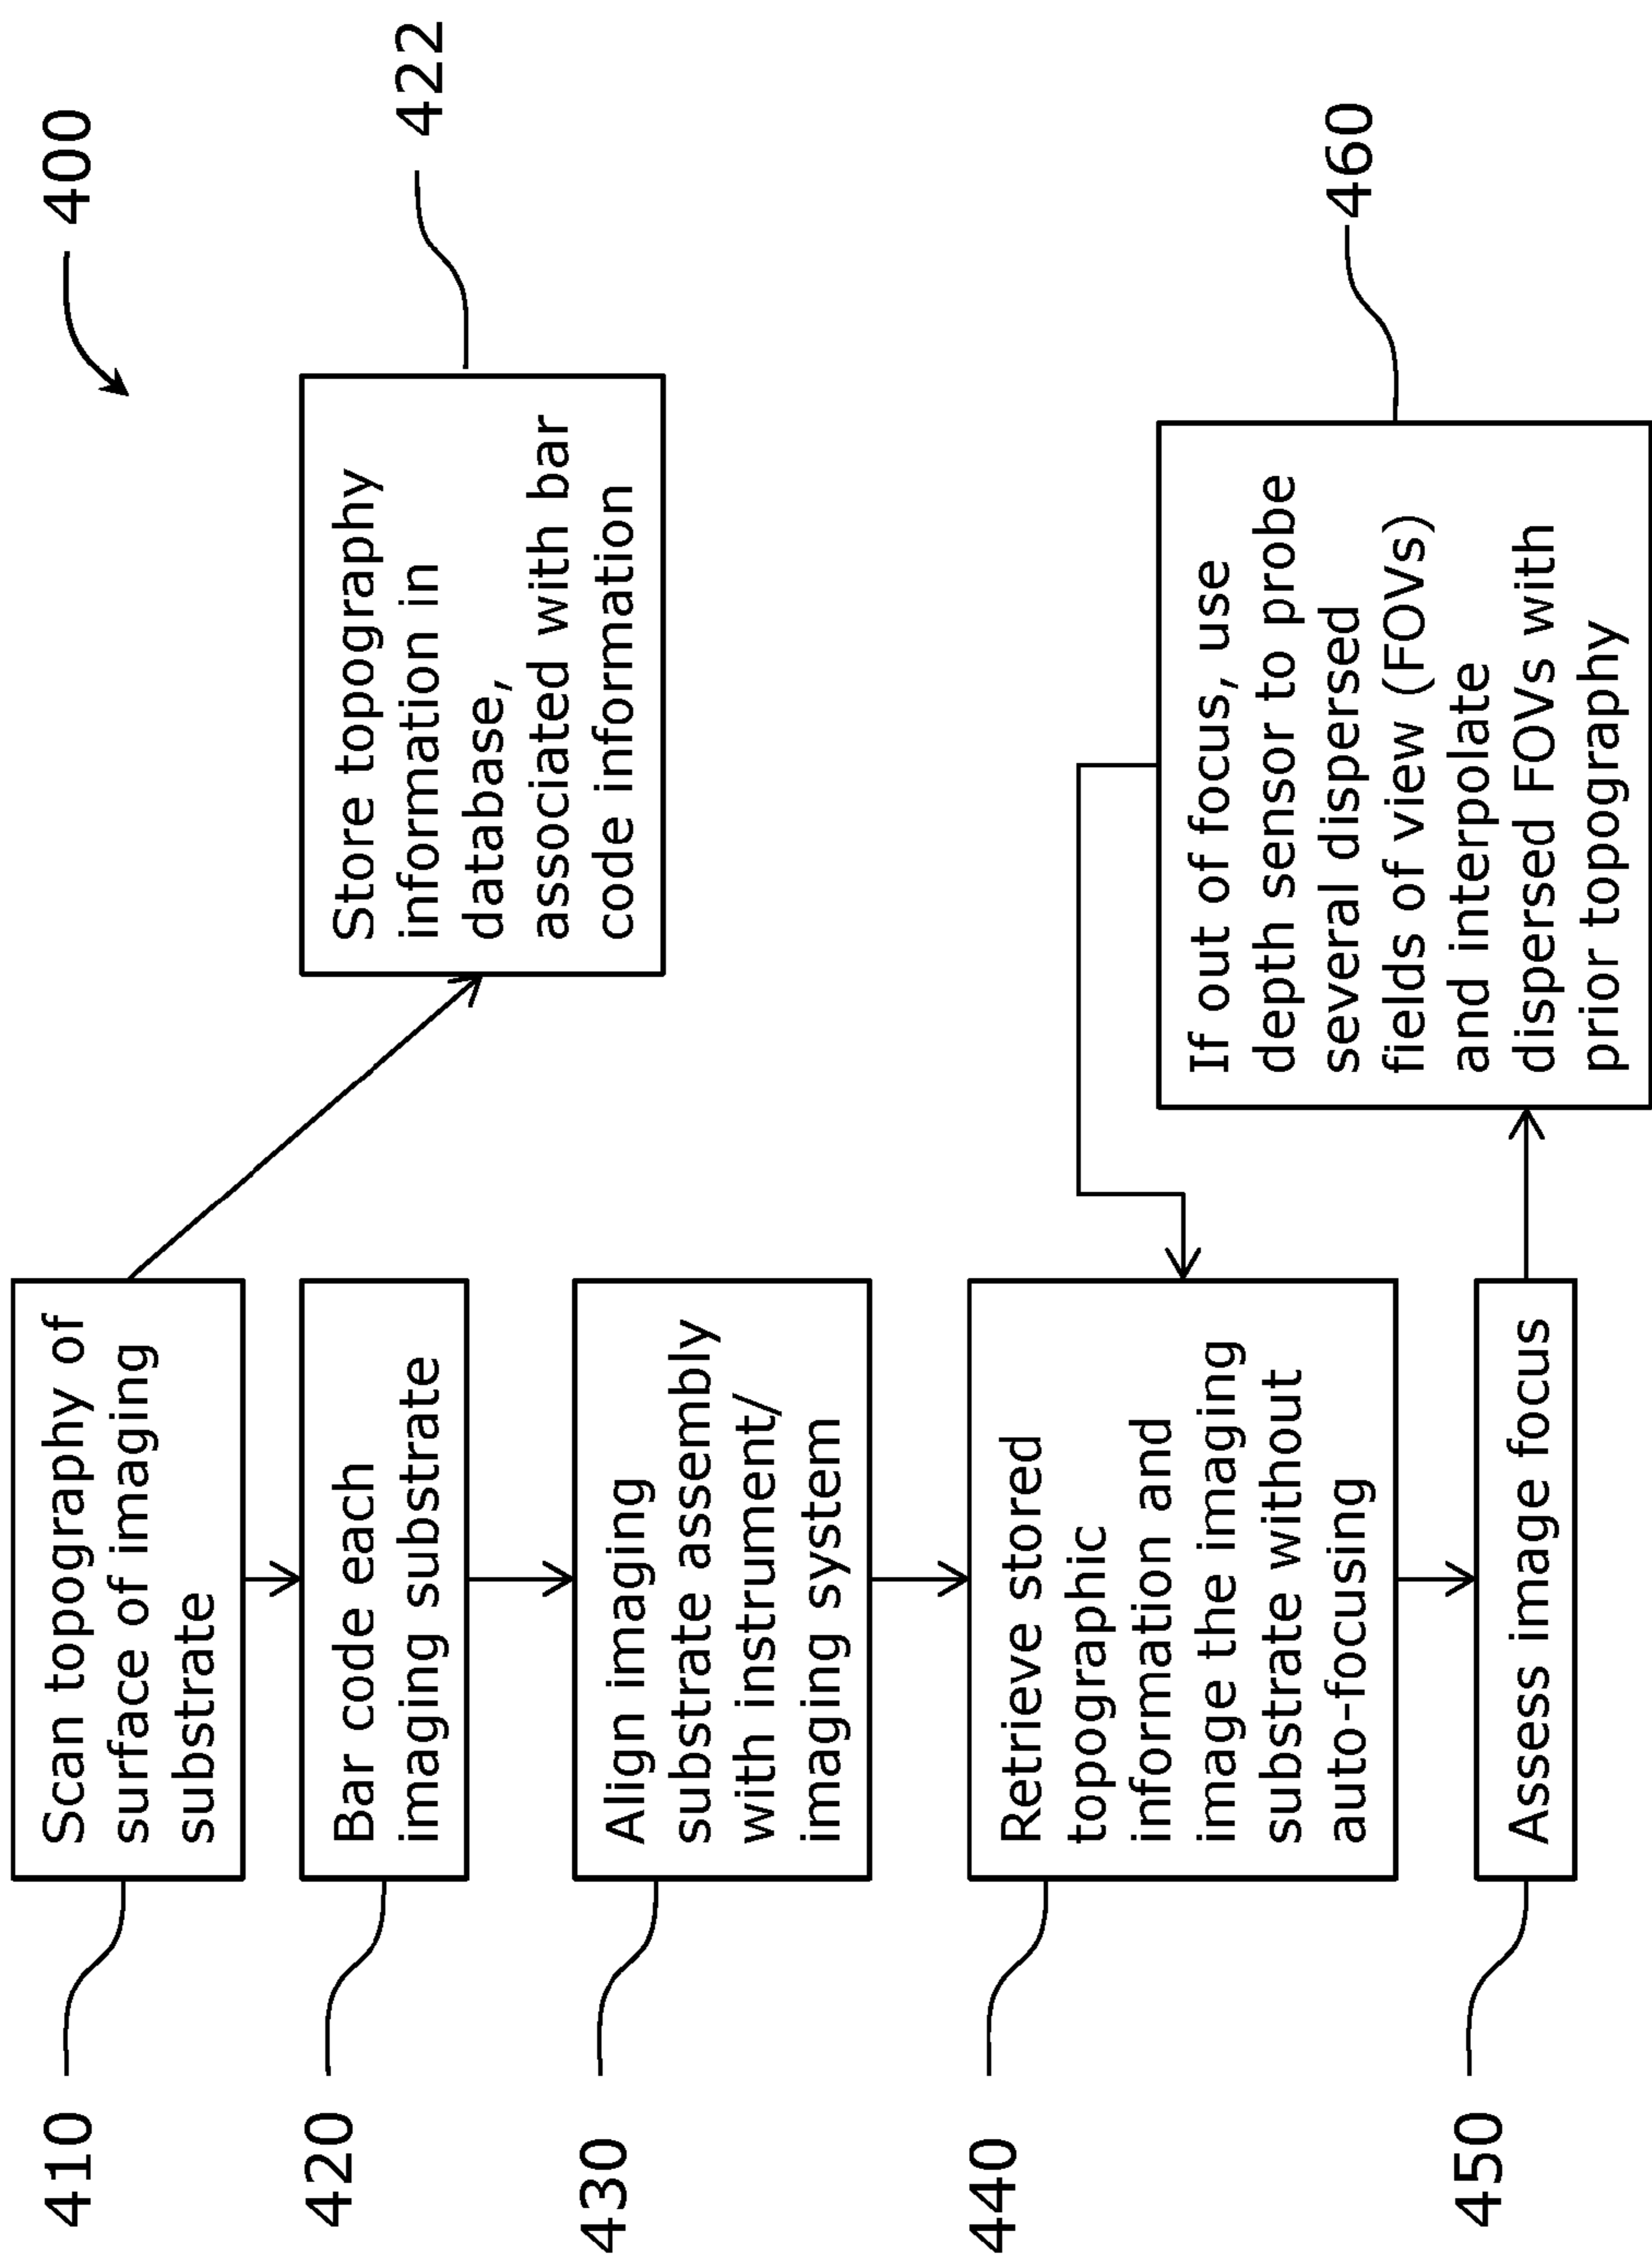 400
410
Scan topography of
surface of imaging
substrate
420
Bar code each
imaging substrate
422
Store topography
information in
database,
associated with bar
code information
430
Align imaging
substrate assembly
with instrument/
imaging system
440
Retrieve stored
topographic
information and
image the imaging
substrate without
auto-focusing
450
Assess image focus
460
If out of focus, use
depth sensor to probe
several dispersed
fields of view (FOVs)
and interpolate
dispersed FOVs with
prior topography